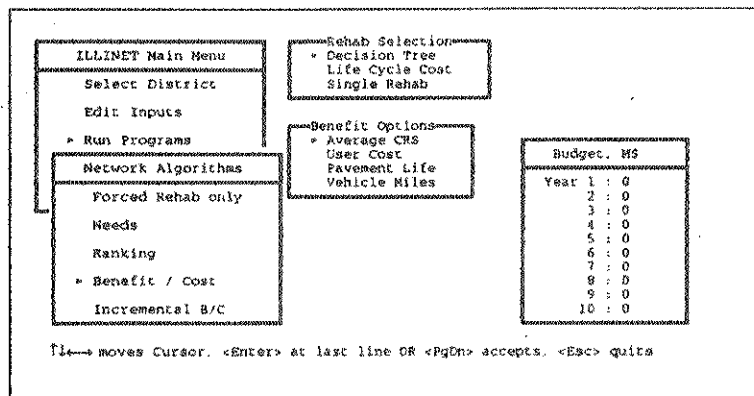 ILLINET Main Menu
Select District
Edit Inputs
▸ Run Programs
Network Algorithms
Forced Rehab only
Needs
Ranking
▸ Benefit / Cost
Incremental B/C
Rehab Selection
▸ Decision Tree
Life Cycle Cost
Single Rehab
Benefit Options
▸ Average CRS
User Cost
Pavement Life
Vehicle Miles
Budget, M$
Year 1 : 0
2 : 0
3 : 0
4 : 0
5 : 0
6 : 0
7 : 0
8 : 0
9 : 0
10 : 0
↑↓←→ moves Cursor, <Enter> at last line OR <PgDn> accepts, <Esc> quits